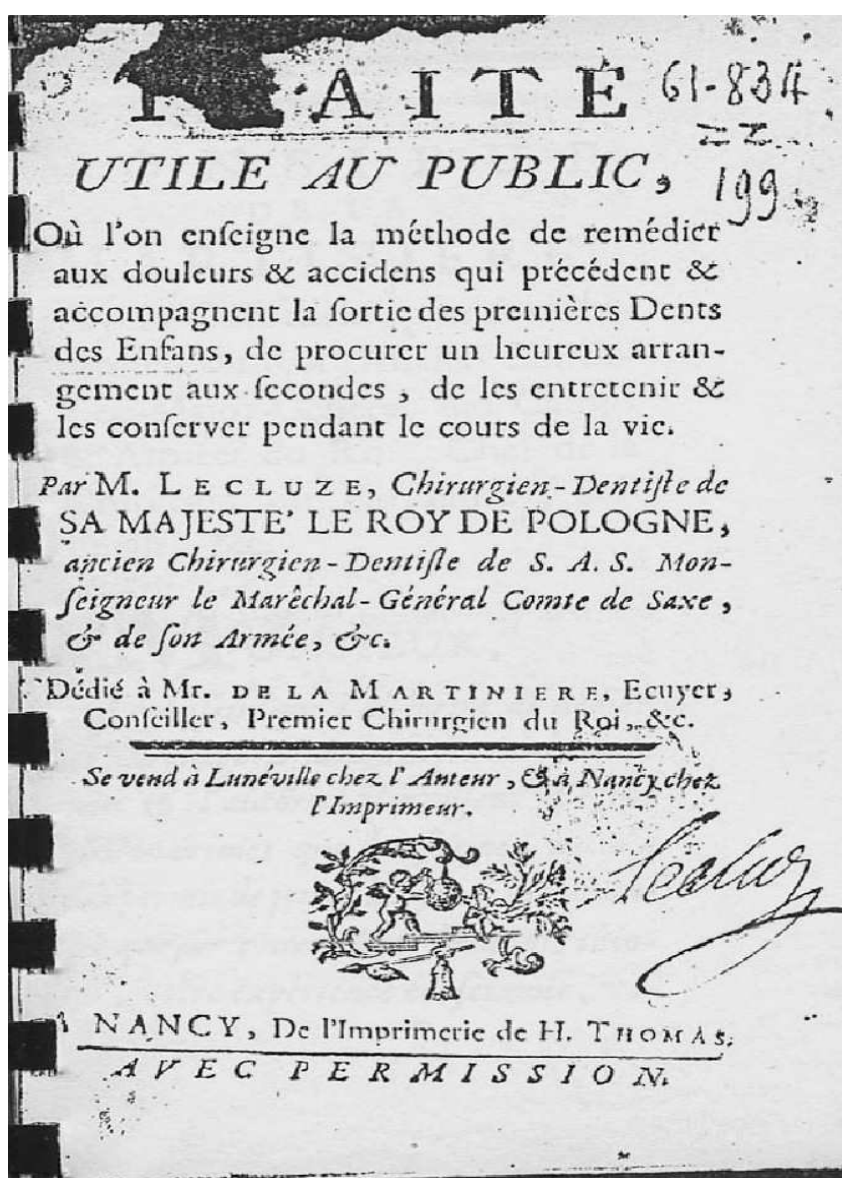 TRAITÉ 61-834
UTILE AU PUBLIC, 199
Où l'on enſeigne la méthode de remédier
aux douleurs & accidens qui précédent &
accompagnent la ſortie des premières Dents
des Enfans, de procurer un heureux arran-
gement aux ſecondes, de les entretenir &
les conſerver pendant le cours de la vie.
Par M. LECLUZE, Chirurgien-Dentiſte de
SA MAJESTE' LE ROY DE POLOGNE,
ancien Chirurgien-Dentiſte de S. A. S. Mon-
ſeigneur le Marêchal-Général Comte de Saxe,
& de ſon Armée, &c.
Dédié à Mr. DE LA MARTINIERE, Ecuyer,
Conſeiller, Premier Chirurgien du Roi, &c.
Se vend à Lunéville chez l'Auteur, & à Nancy chez
l'Imprimeur.
A NANCY, De l'Imprimerie de H. THOMAS.
AVEC PERMISSION.